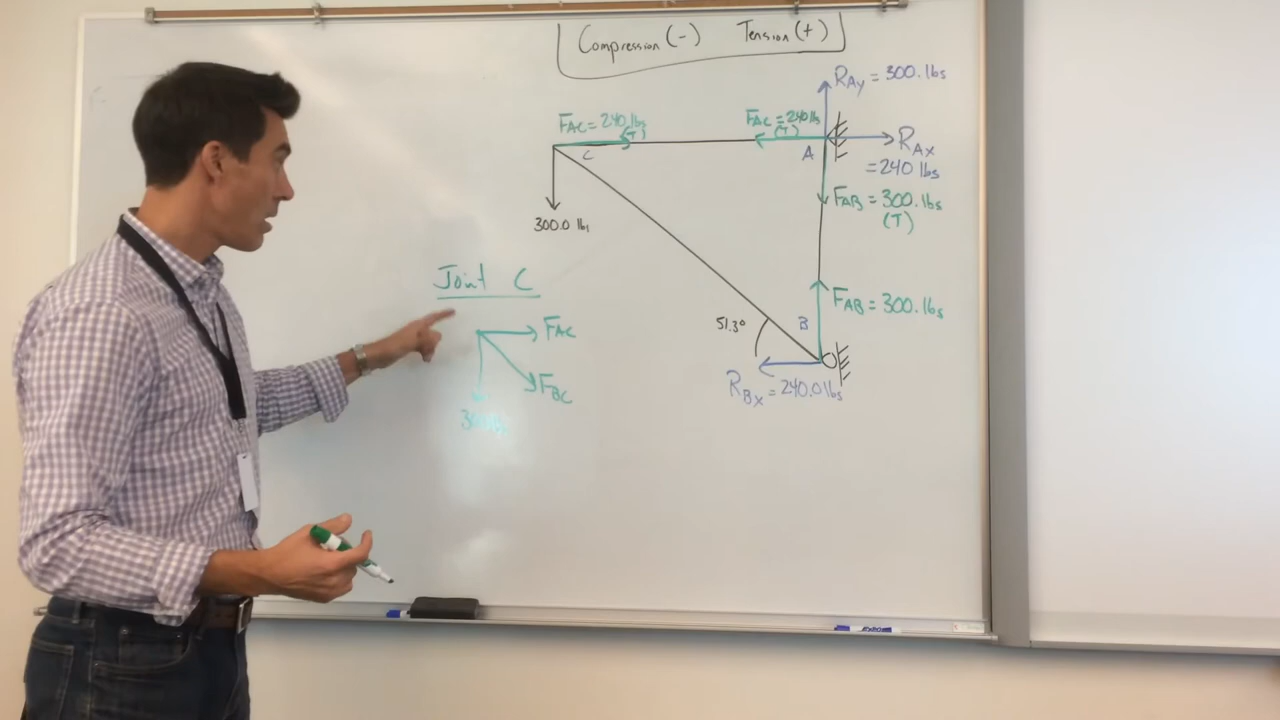 Compression (-) Tension (+)
RAy = 300. lbs
FAC = 240 lbs
(T)
FAC = 240 lbs
(T)
RAx
= 240 lbs
C
A
300.0 lbs
FAB = 300. lbs
(T)
Joint C
FAC
FBC
300 lbs
FAB = 300. lbs
51.3°
B
RBx = 240.0 lbs